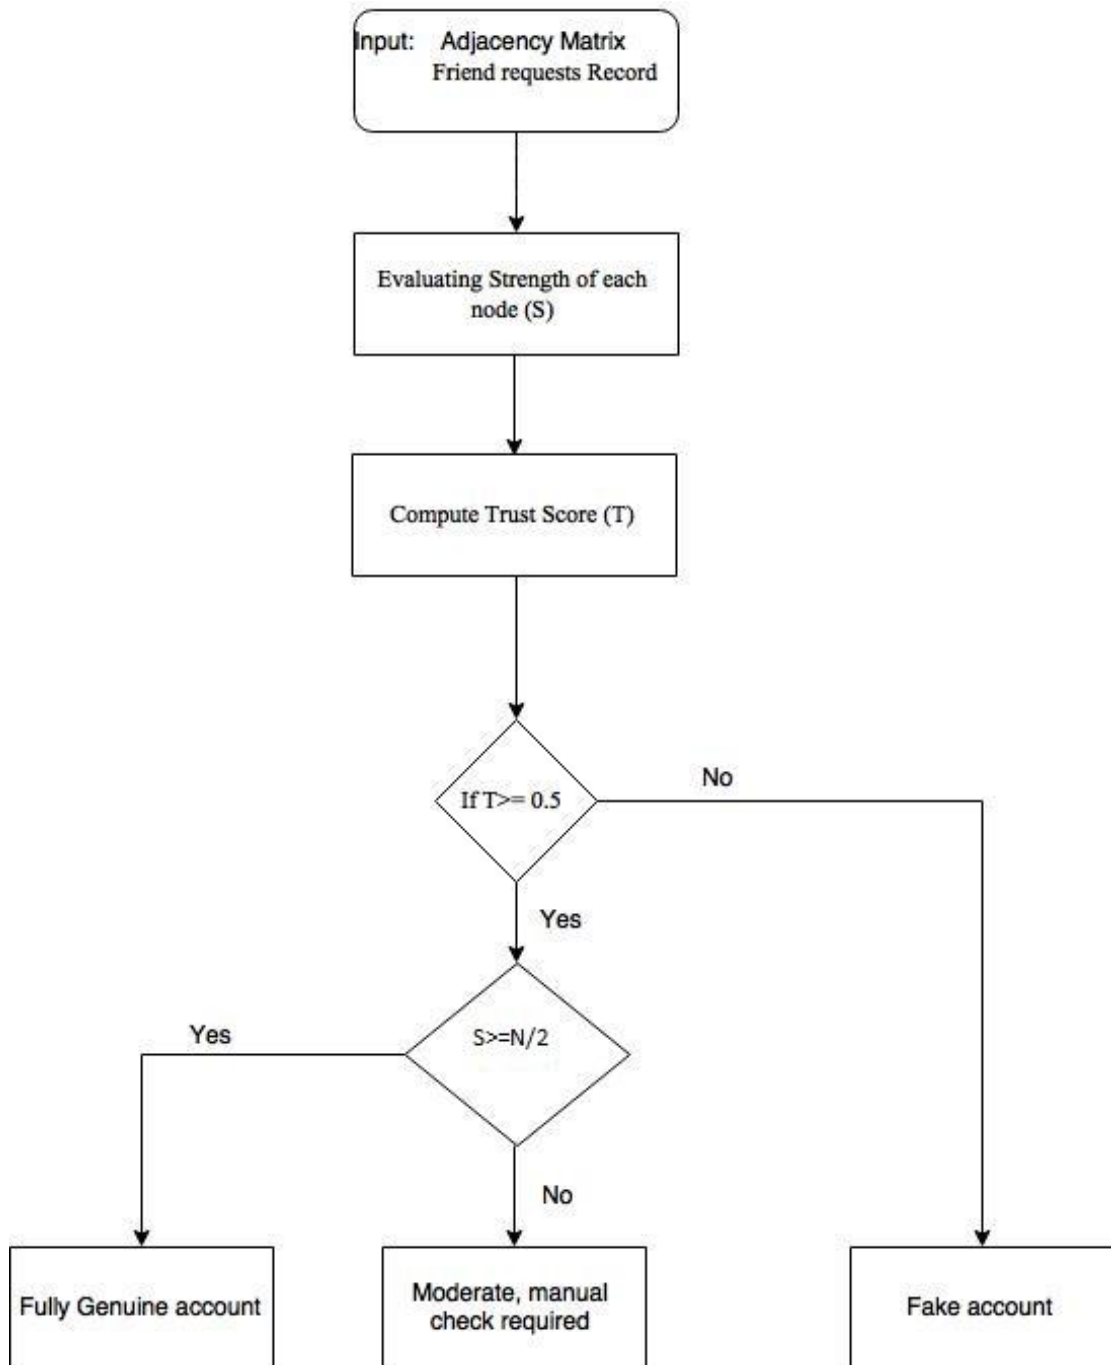 Input: Adjacency Matrix
Friend requests Record
Evaluating Strength of each
node (S)
Compute Trust Score (T)
If T>= 0.5
No
Yes
S>=N/2
Yes
No
Fully Genuine account
Moderate, manual
check required
Fake account